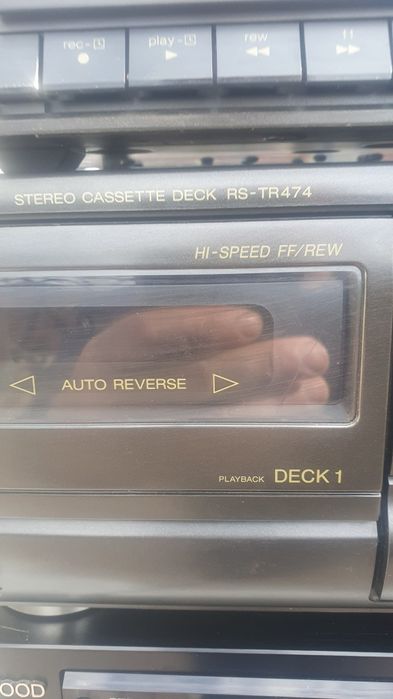 rec- play- rew ff
STEREO CASSETTE DECK RS-TR474
HI-SPEED FF/REW
AUTO REVERSE
PLAYBACK DECK 1
OOD